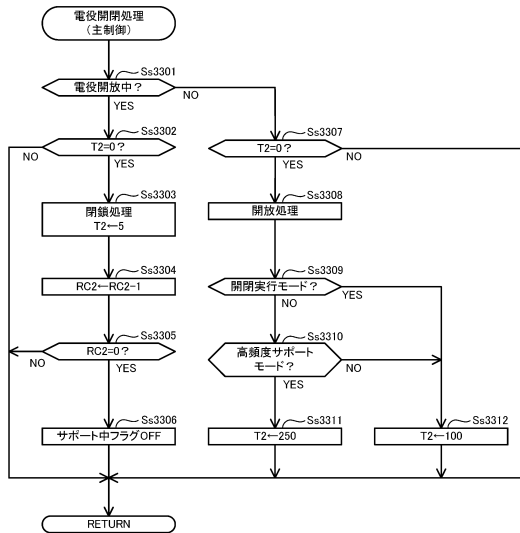 電役開閉処理
(主制御)
Ss3301
電役開放中？
NO
YES
Ss3302
T2=0？
NO
YES
Ss3303
閉鎖処理
T2←5
Ss3304
RC2←RC2-1
Ss3305
RC2=0？
NO
YES
Ss3306
サポート中フラグOFF
RETURN
Ss3307
T2=0？
NO
YES
Ss3308
開放処理
Ss3309
開閉実行モード？
YES
NO
Ss3310
高頻度サポート
モード？
NO
YES
Ss3311
T2←250
Ss3312
T2←100